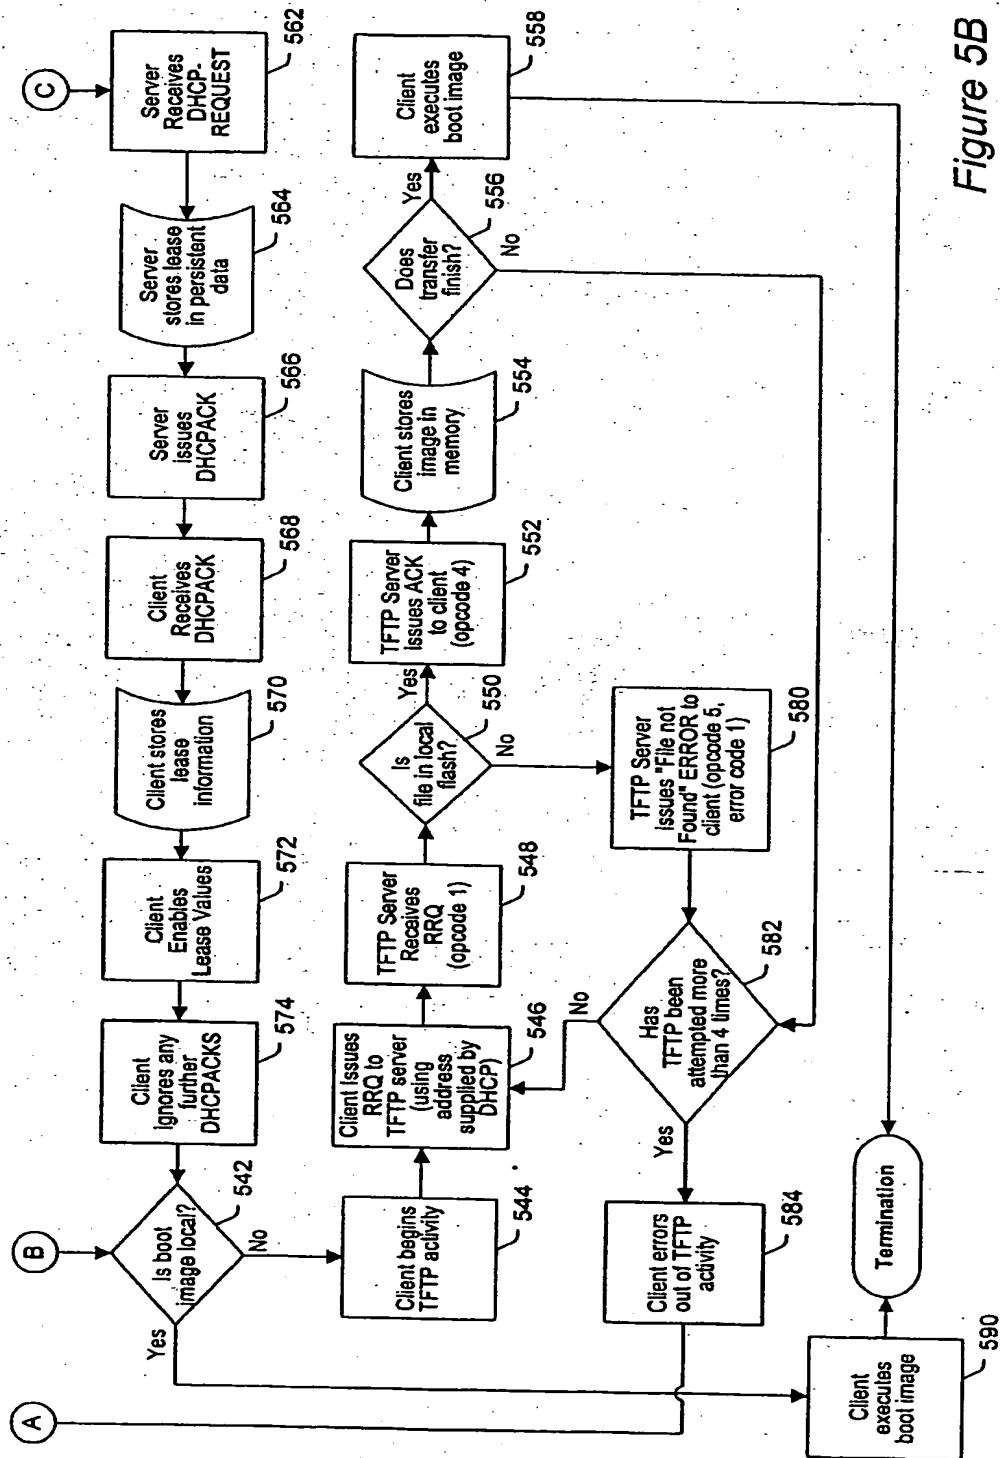 A
B
C
Server
Receives
DHCP-
REQUEST
562
Server
stores lease
in persistent
data
564
Server
issues
DHCPACK
566
Client
Receives
DHCPACK
568
Client stores
lease
information
570
Client
Enables
Lease Values
572
Client
ignores any
further
DHCPACKS
574
Is boot
image local?
542
Yes
No
Client begins
TFTP activity
544
Client Issues
RRQ to
TFTP server
(using
address
supplied by
DHCP)
546
TFTP Server
Receives
RRQ
(opcode 1)
548
Is
file in local
flash?
550
Yes
No
TFTP Server
issues ACK
to client
(opcode 4)
552
Client stores
image in
memory
554
Does
transfer
finish?
556
Yes
No
Client
executes
boot image
558
TFTP Server
issues "File not
Found" ERROR to
client (opcode 5,
error code 1)
580
Has
TFTP been
attempted more
than 4 times?
582
No
Yes
Client errors
out of TFTP
activity
584
Client
executes
boot image
590
Termination
Figure 5B